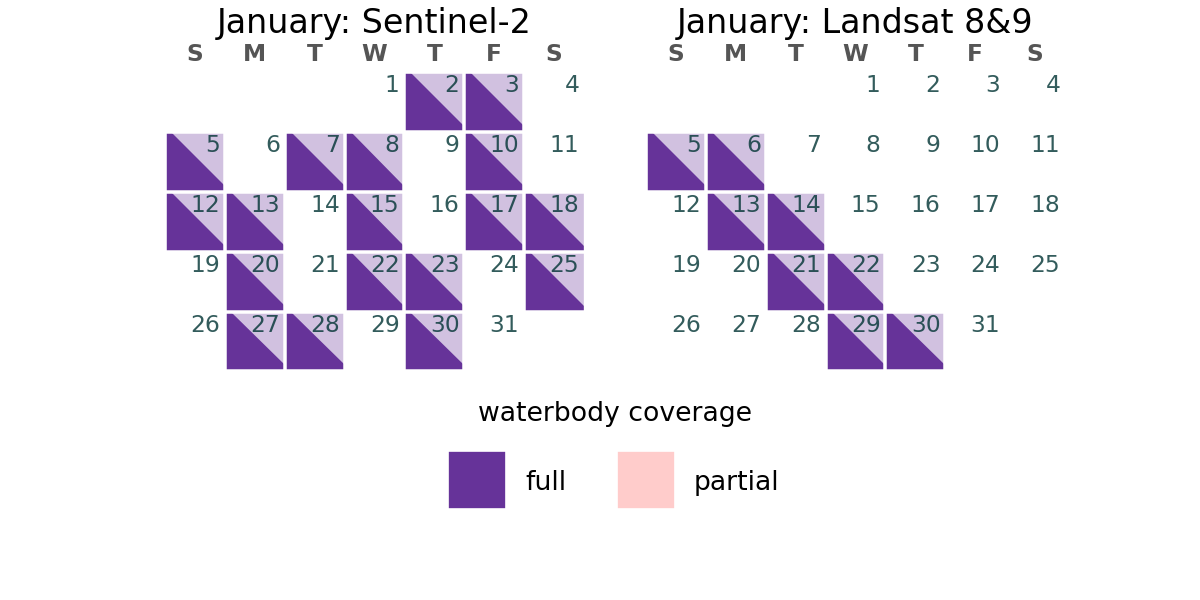 January: Sentinel-2
S M T W T F S
1 2 3 4
5 6 7 8 9 10 11
12 13 14 15 16 17 18
19 20 21 22 23 24 25
26 27 28 29 30 31
January: Landsat 8&9
S M T W T F S
1 2 3 4
5 6 7 8 9 10 11
12 13 14 15 16 17 18
19 20 21 22 23 24 25
26 27 28 29 30 31
waterbody coverage
full partial